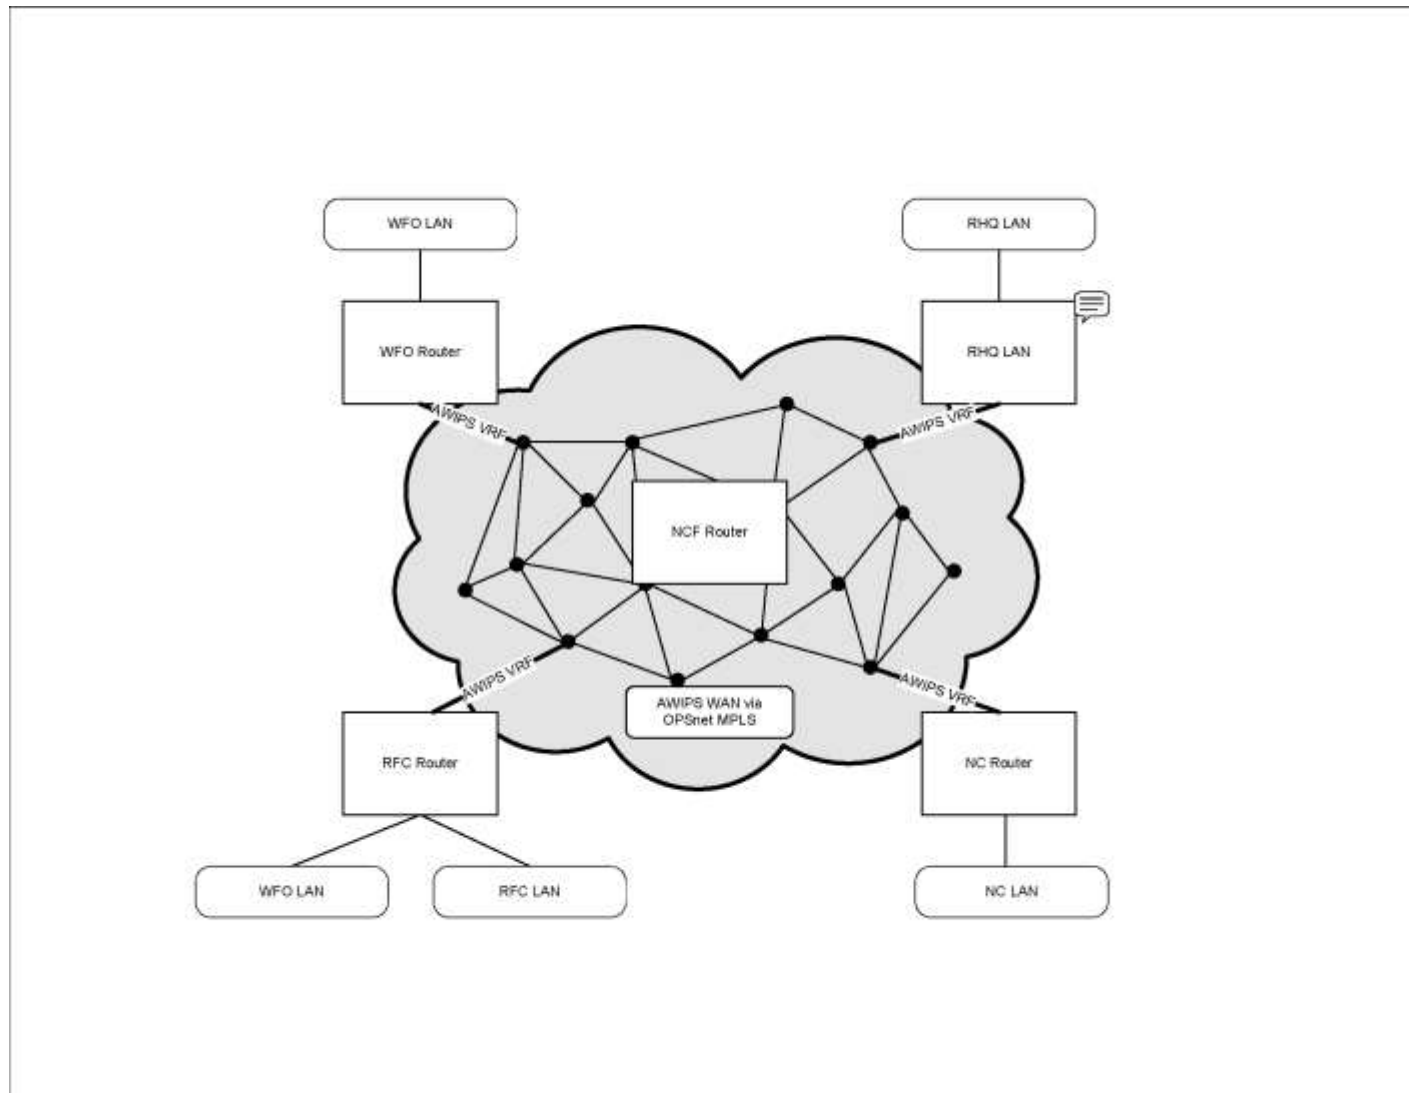 WFO LAN
RHQ LAN
WFO Router
RHQ LAN
AWIPS VRF
AWIPS VRF
NCF Router
AWIPS VRF
AWIPS VRF
AWIPS WAN via
OPSnet MPLS
RFC Router
NC Router
WFO LAN
RFC LAN
NC LAN